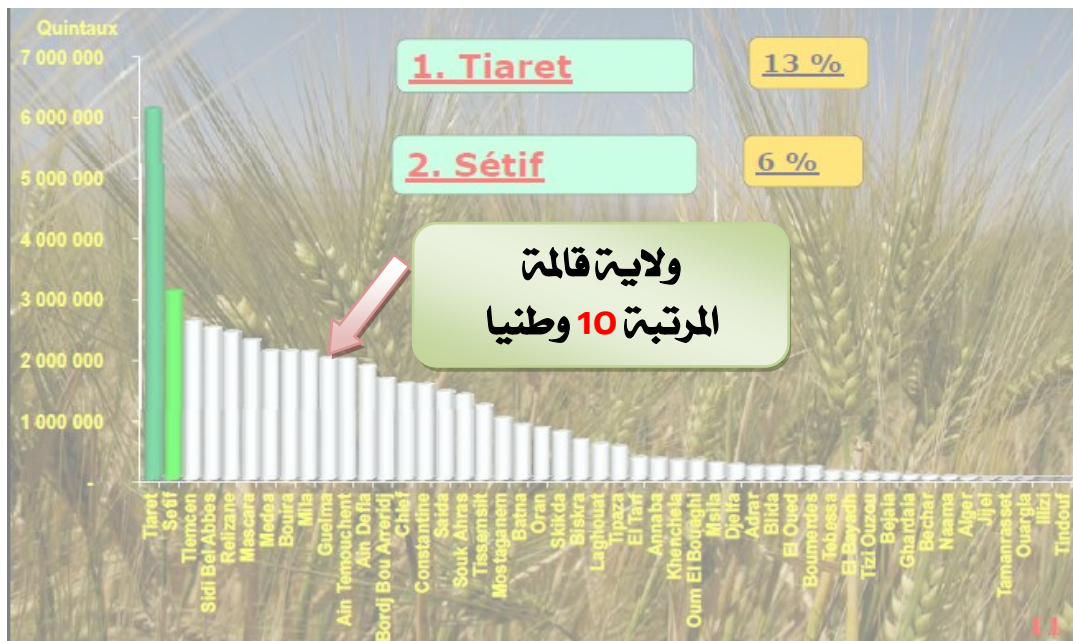 Quintaux
7 000 000
6 000 000
5 000 000
4 000 000
3 000 000
2 000 000
1 000 000
-
1. Tiaret
13 %
2. Sétif
6 %
ولاية قالمة
المرتبة 10 وطنيا
Tiaret
Setif
Tlemcen
Sidi Bel Abbes
Relizane
Mascara
Medea
Bouira
Mila
Guelma
Ain Temouchent
Ain Defla
Bordj Bou Arreridj
Chlef
Constantine
Saida
Souk Ahras
Tissemsilt
Mostaganem
Batna
Oran
Skikda
Biskra
Laghouat
Tipaza
El Tarf
Annaba
Khenchela
Oum El Bouaghi
Msila
Djelfa
Adrar
Blida
El Oued
Boumerdes
Tebessa
El Bayadh
Tizi Ouzou
Bejaia
Ghardaia
Bechar
Naama
Alger
Jijel
Tamanrasset
Ouargla
Illizi
Tindouf
11